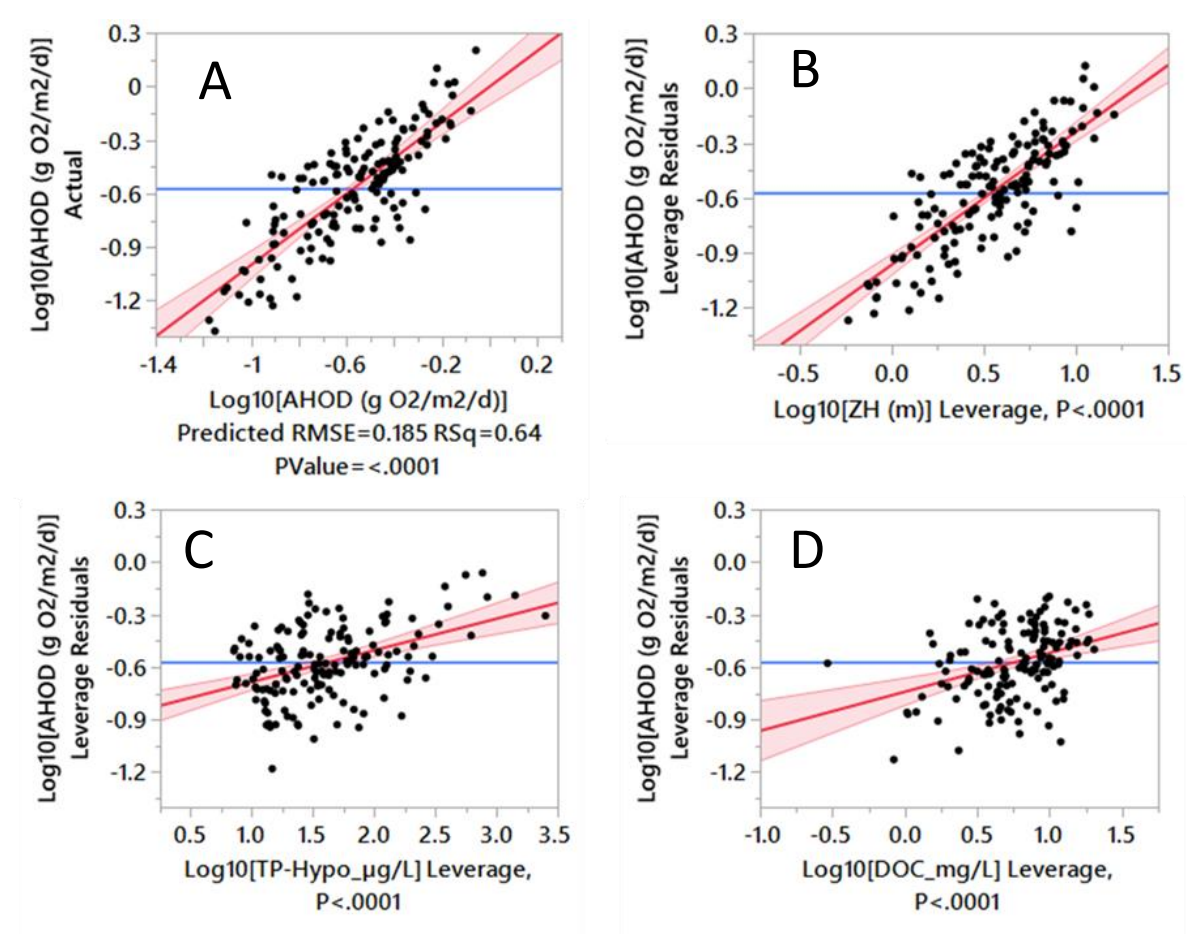 A
Log10[AHOD (g O2/m2/d)]
Actual
0.3
0
-0.3
-0.6
-0.9
-1.2
-1.4 -1 -0.6 -0.2 0.2
Log10[AHOD (g O2/m2/d)]
Predicted RMSE=0.185 RSq=0.64
PValue=<.0001
B
Log10[AHOD (g O2/m2/d)]
Leverage Residuals
0.3
0.0
-0.3
-0.6
-0.9
-1.2
-0.5 0.0 0.5 1.0 1.5
Log10[ZH (m)] Leverage, P<.0001
C
Log10[AHOD (g O2/m2/d)]
Leverage Residuals
0.3
0.0
-0.3
-0.6
-0.9
-1.2
0.5 1.0 1.5 2.0 2.5 3.0 3.5
Log10[TP-Hypo_µg/L] Leverage,
P<.0001
D
Log10[AHOD (g O2/m2/d)]
Leverage Residuals
0.3
0.0
-0.3
-0.6
-0.9
-1.2
-1.0 -0.5 0.0 0.5 1.0 1.5
Log10[DOC_mg/L] Leverage,
P<.0001